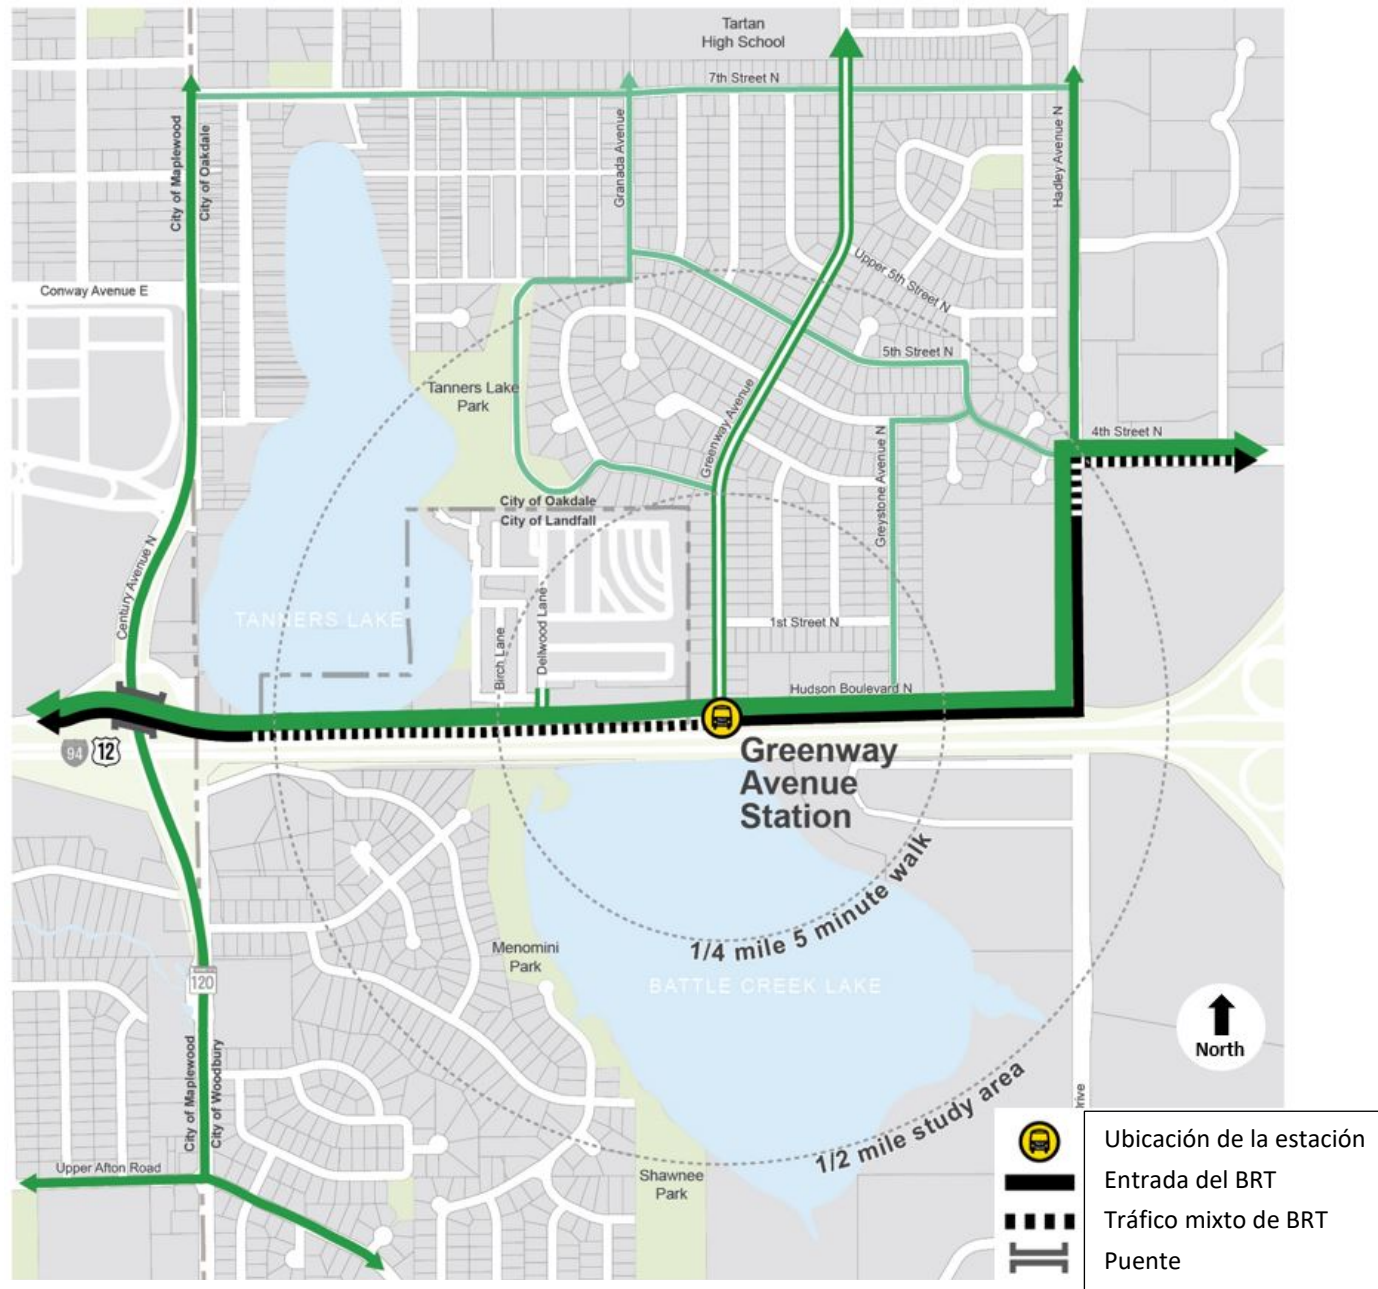 Tartan
High School
7th Street N
City of Maplewood
City of Oakdale
Granada Avenue
Hadley Avenue N
Conway Avenue E
Upper 5th Street N
5th Street N
Tanners Lake
Park
Greenway Avenue
Greystone Avenue N
4th Street N
City of Oakdale
City of Landfall
Century Avenue N
TANNERS LAKE
Birch Lane
Dellwood Lane
1st Street N
Hudson Boulevard N
94
12
Greenway
Avenue
Station
1/4 mile 5 minute walk
Menomini
Park
BATTLE CREEK LAKE
120
North
City of Maplewood
City of Woodbury
1/2 mile study area
Drive
Upper Afton Road
Shawnee
Park
Ubicación de la estación
Entrada del BRT
Tráfico mixto de BRT
Puente